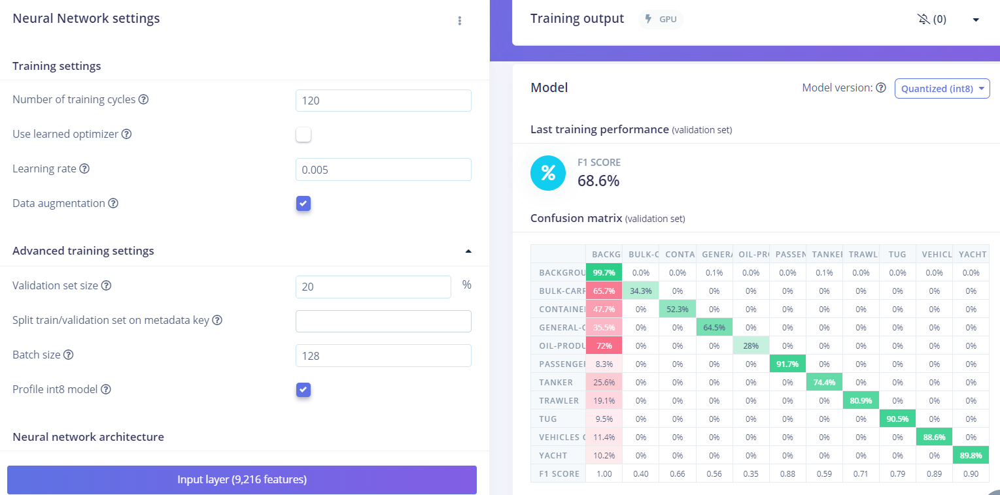 Neural Network settings
Training settings
Number of training cycles
120
Use learned optimizer
Learning rate
0.005
Data augmentation
Advanced training settings
Validation set size
20 %
Split train/validation set on metadata key
Batch size
128
Profile int8 model
Neural network architecture
Input layer (9,216 features)
Training output GPU (0)
Model
Model version: Quantized (int8)
Last training performance (validation set)
%
F1 SCORE
68.6%
Confusion matrix (validation set)
BACKG BULK-C CONTA GENERA OIL-PR PASSEN TANKE TRAWL TUG VEHICL YACHT
BACKGROU 99.7% 0.0% 0.0% 0.1% 0.0% 0.0% 0.1% 0.0% 0.0% 0.0% 0.0%
BULK-CARR 65.7% 34.3% 0% 0% 0% 0% 0% 0% 0% 0% 0%
CONTAINE 47.7% 0% 52.3% 0% 0% 0% 0% 0% 0% 0% 0%
GENERAL-C 35.5% 0% 0% 64.5% 0% 0% 0% 0% 0% 0% 0%
OIL-PRODU 72% 0% 0% 0% 28% 0% 0% 0% 0% 0% 0%
PASSENGE 8.3% 0% 0% 0% 0% 91.7% 0% 0% 0% 0% 0%
TANKER 25.6% 0% 0% 0% 0% 0% 74.4% 0% 0% 0% 0%
TRAWLER 19.1% 0% 0% 0% 0% 0% 0% 80.9% 0% 0% 0%
TUG 9.5% 0% 0% 0% 0% 0% 0% 0% 90.5% 0% 0%
VEHICLES C 11.4% 0% 0% 0% 0% 0% 0% 0% 0% 88.6% 0%
YACHT 10.2% 0% 0% 0% 0% 0% 0% 0% 0% 0% 89.8%
F1 SCORE 1.00 0.40 0.66 0.56 0.35 0.88 0.59 0.71 0.79 0.89 0.90